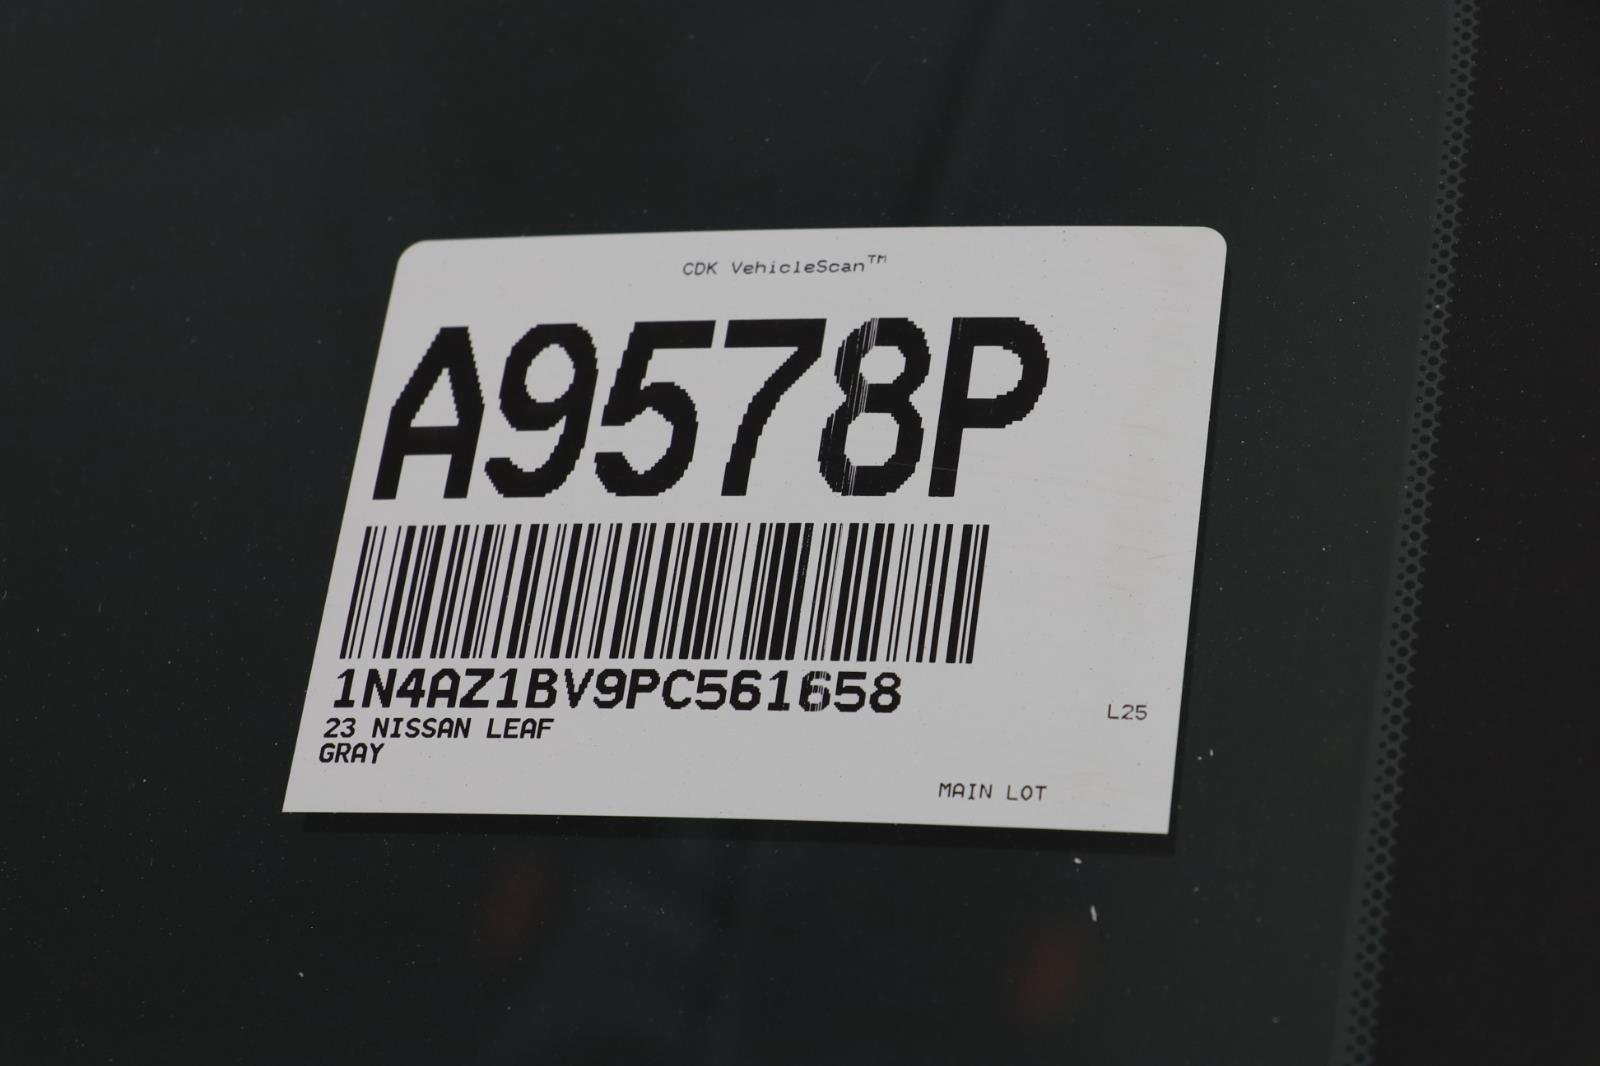 CDK VehicleScan™
A9578P
1N4AZ1BV9PC561658
23 NISSAN LEAF
GRAY
L25
MAIN LOT